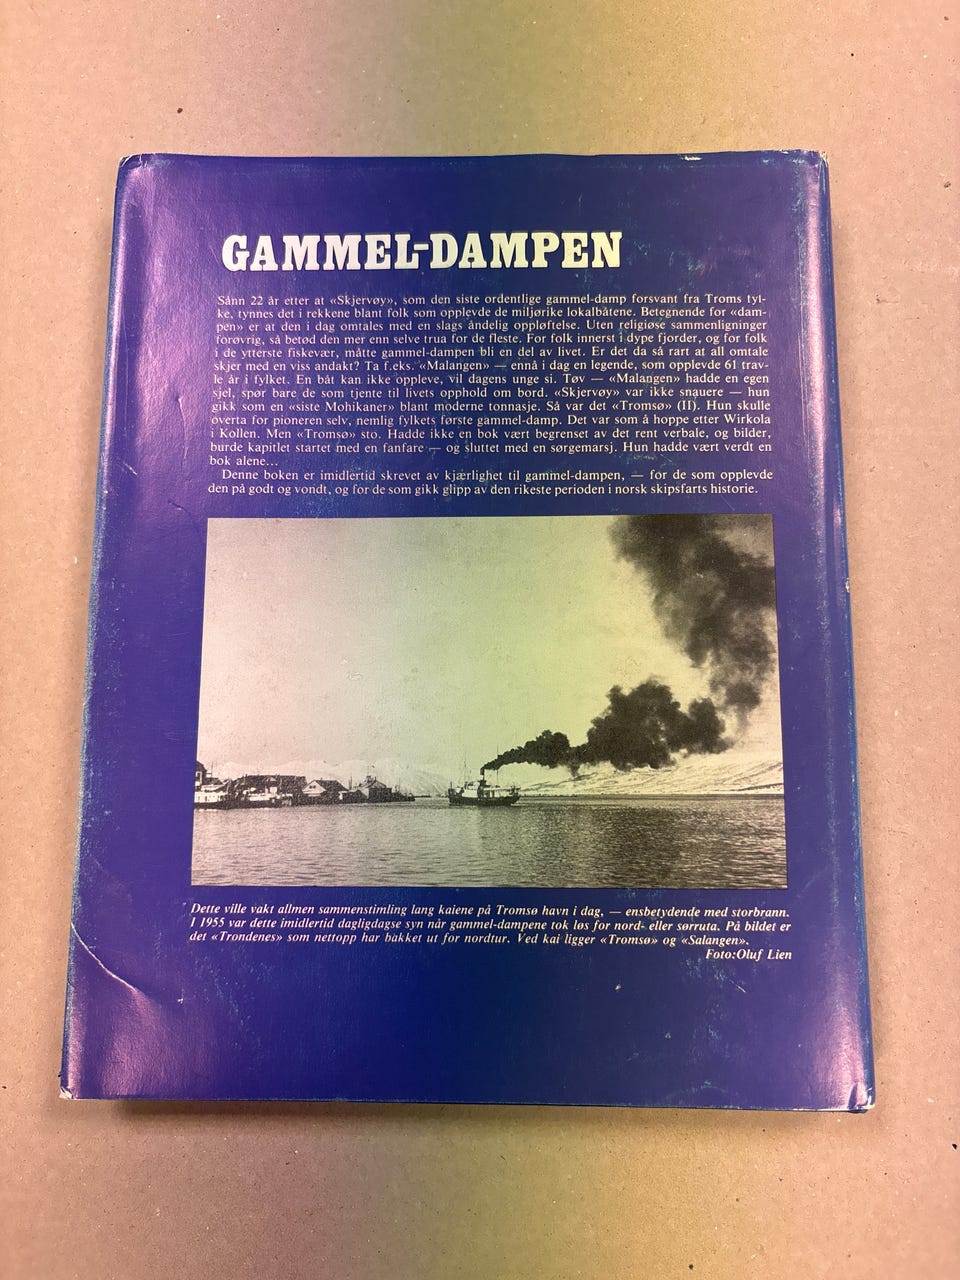 GAMMEL-DAMPEN
Sånn 22 år etter at «Skjervøy», som den siste ordentlige gammel-damp forsvant fra Troms tyl-
ke, tynnes det i rekkene blant folk som opplevde de miljørike lokalbåtene. Betegnende for «dam-
pen» er at den i dag omtales med en slags åndelig oppløftelse. Uten religiøse sammenligninger
forøvrig, så betød den mer enn selve trua for de fleste. For folk innerst i dype fjorder, og for folk
i de ytterste fiskevær, måtte gammel-dampen bli en del av livet. Er det da så rart at all omtale
skjer med en viss andakt? Ta f.eks. «Malangen» — ennå i dag en legende, som opplevde 61 trav-
le år i fylket. En båt kan ikke oppleve, vil dagens unge si. Tøv — «Malangen» hadde en egen
sjel, spør bare de som tjente til livets opphold om bord. «Skjervøy» var ikke snauere — hun
gikk som en «siste Mohikaner» blant moderne tonnasje. Så var det «Tromsø» (II). Hun skulle
overta for pioneren selv, nemlig fylkets første gammel-damp. Det var som å hoppe etter Wirkola
i Kollen. Men «Tromsø» sto. Hadde ikke en bok vært begrenset av det rent verbale, og bilder,
burde kapitlet startet med en fanfare — og sluttet med en sørgemarsj. Hun hadde vært verdt en
bok alene...
Denne boken er imidlertid skrevet av kjærlighet til gammel-dampen, — for de som opplevde
den på godt og vondt, og for de som gikk glipp av den rikeste perioden i norsk skipsfarts historie.
Dette ville vakt allmen sammenstimling lang kaiene på Tromsø havn i dag, — ensbetydende med storbrann.
I 1955 var dette imidlertid dagligdagse syn når gammel-dampene tok løs for nord- eller sørruta. På bildet er
det «Trondenes» som nettopp har bakket ut for nordtur. Ved kai ligger «Tromsø» og «Salangen».
Foto:Oluf Lien